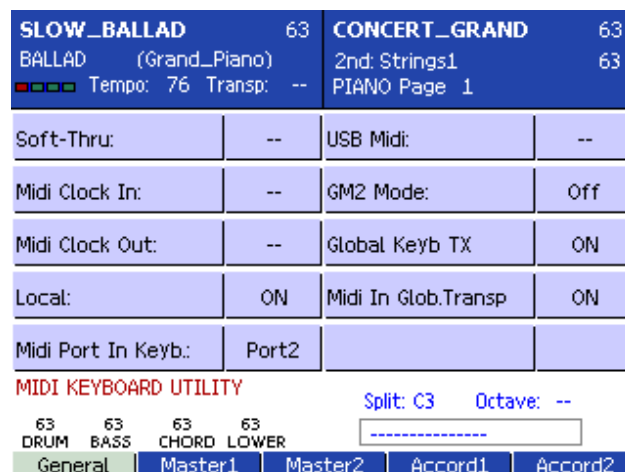 SLOW_BALLAD 63 CONCERT_GRAND 63
BALLAD (Grand_Piano) 2nd: Strings1 63
Tempo: 76 Transp: -- PIANO Page 1
Soft-Thru: -- USB Midi: --
Midi Clock In: -- GM2 Mode: Off
Midi Clock Out: -- Global Keyb TX ON
Local: ON Midi In Glob.Transp ON
Midi Port In Keyb.: Port2
MIDI KEYBOARD UTILITY
Split: C3 Octave: --
63 63 63 63
DRUM BASS CHORD LOWER ---------------
General Master1 Master2 Accord1 Accord2